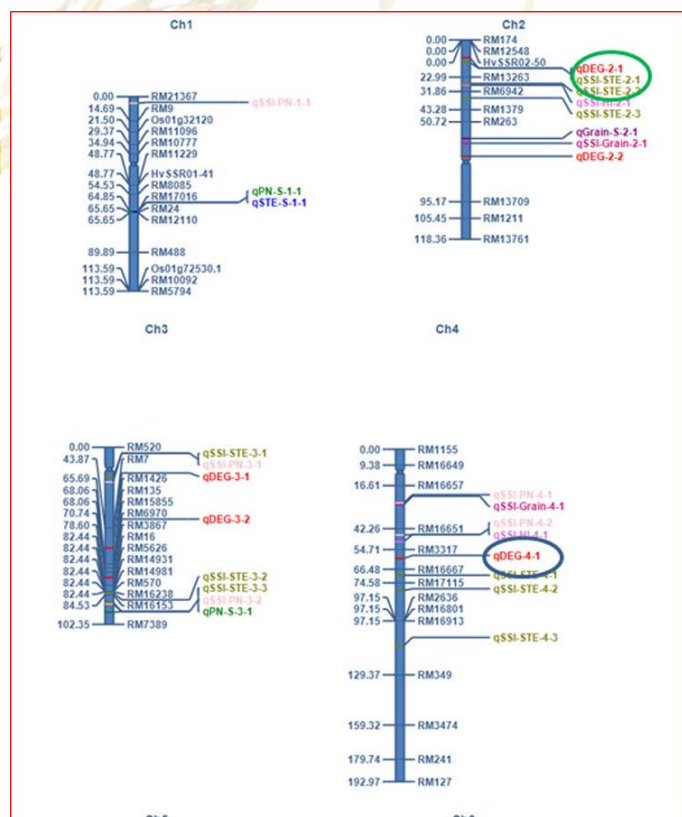 Ch1
0.00 RM21367
qSSI-PN-1-1
14.69 RM9
21.50 Os01g32120
29.37 RM11096
34.94 RM10777
48.77 RM11229
48.77 HvSSR01-41
54.53 RM8085
qPN-S-1-1
64.85 RM17016
qSTE-S-1-1
65.65 RM24
65.65 RM12110
89.89 RM488
113.59 Os01g72530.1
113.59 RM10092
113.59 RM5794
Ch2
0.00 RM174
0.00 RM12548
0.00 HvSSR02-50
qDEG-2-1
22.99 RM13263
qSSI-STE-2-1
qSSI-STE-2-2
31.86 RM6942
43.28 RM1379
qSSI-STE-2-3
50.72 RM263
qGrain-S-2-1
qSSI-Grain-2-1
qDEG-2-2
95.17 RM13709
105.45 RM1211
118.36 RM13761
Ch3
0.00 RM520
qSSI-STE-3-1
43.87 RM7
qSSI-PN-3-1
65.69 RM1426
qDEG-3-1
68.06 RM135
68.06 RM15855
70.74 RM6970
qDEG-3-2
78.60 RM3867
82.44 RM16
82.44 RM5626
82.44 RM14931
82.44 RM14981
82.44 RM570
qSSI-STE-3-2
82.44 RM16238
qSSI-STE-3-3
84.53 RM16153
qSSI-PN-3-2
qPN-S-3-1
102.35 RM7389
Ch4
0.00 RM1155
9.38 RM16649
16.61 RM16657
qSSI-PN-4-1
qSSI-Grain-4-1
42.26 RM16651
qSSI-PN-4-2
qSSI-HI-4-1
54.71 RM3317
qDEG-4-1
66.48 RM16667
qSSI-STE-4-1
74.58 RM17115
qSSI-STE-4-2
97.15 RM2636
97.15 RM16801
97.15 RM16913
qSSI-STE-4-3
129.37 RM349
159.32 RM3474
179.74 RM241
192.97 RM127